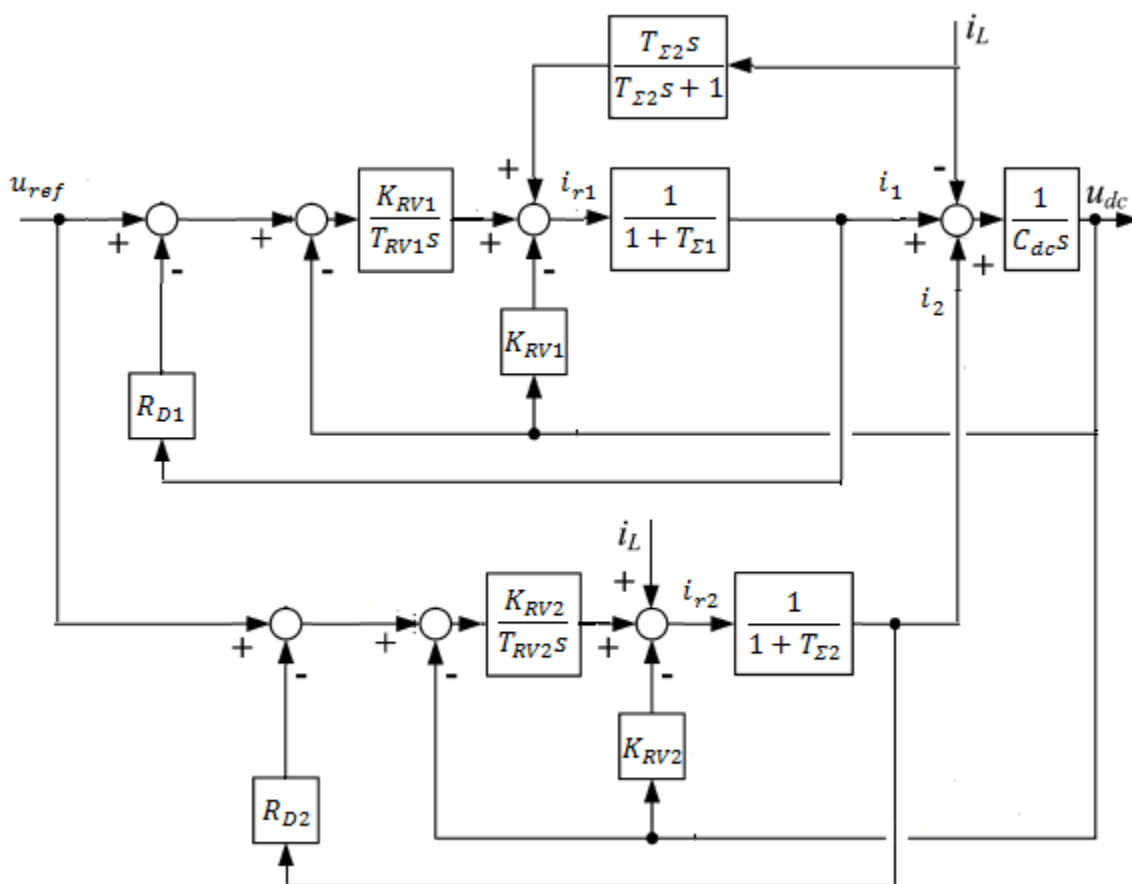 T_{Σ2}s
T_{Σ2}s + 1
i_L
u_{ref}
+
-
+
-
K_{RV1}
T_{RV1}s
+
+
-
i_{r1}
1
1 + T_{Σ1}
i_1
+
-
+
i_2
1
C_{dc}s
u_{dc}
K_{RV1}
R_{D1}
i_L
+
-
+
-
K_{RV2}
T_{RV2}s
+
+
-
i_{r2}
1
1 + T_{Σ2}
K_{RV2}
R_{D2}